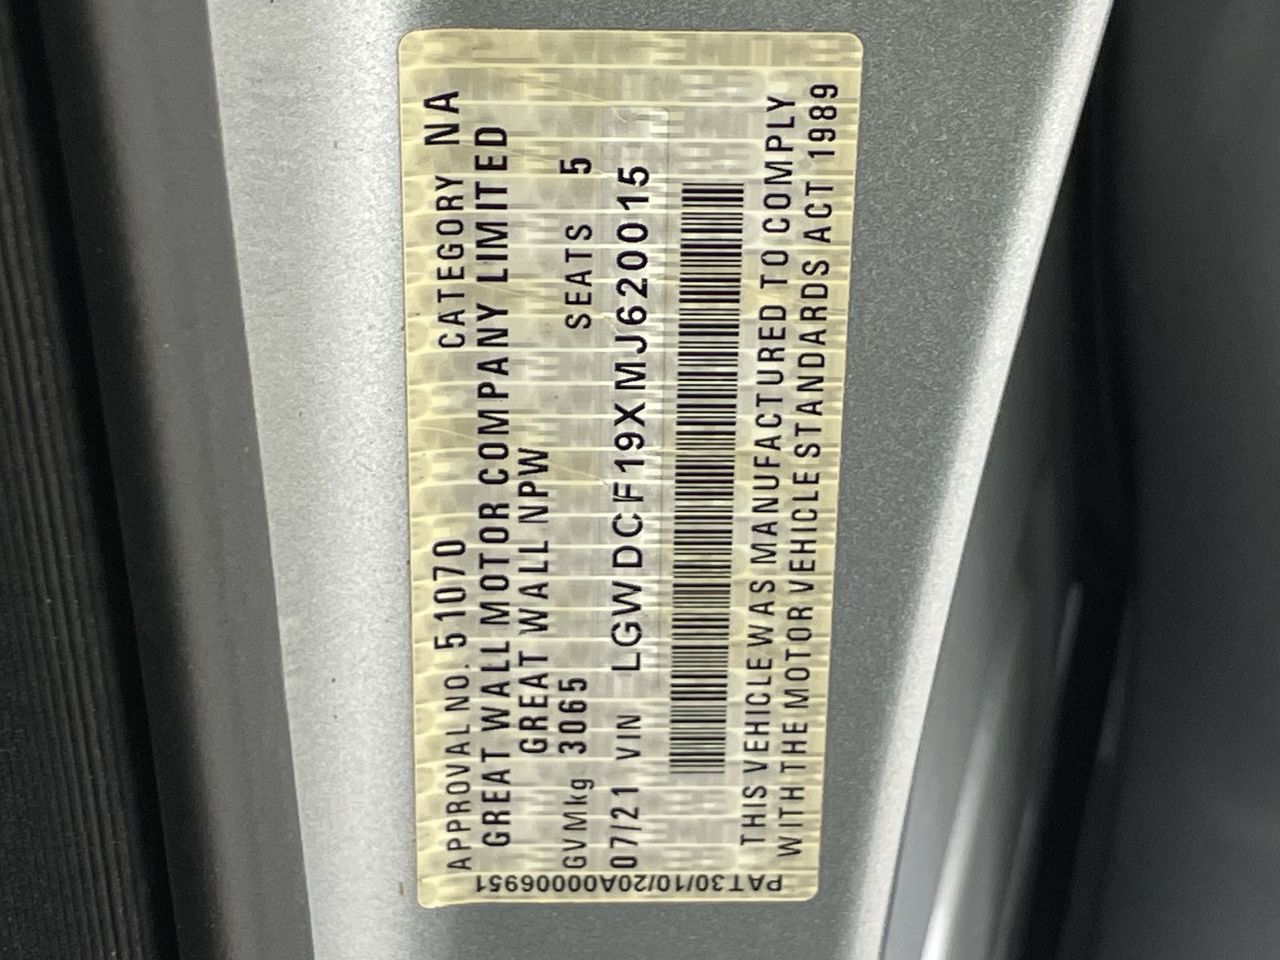 APPROVAL NO. 51070 CATEGORY NA
GREAT WALL MOTOR COMPANY LIMITED
GREAT WALL NPW
GVMkg 3065 SEATS 5
07/21 VIN LGWDCF19XMJ620015
THIS VEHICLE WAS MANUFACTURED TO COMPLY
WITH THE MOTOR VEHICLE STANDARDS ACT 1989
PAT30/10/20A00006951